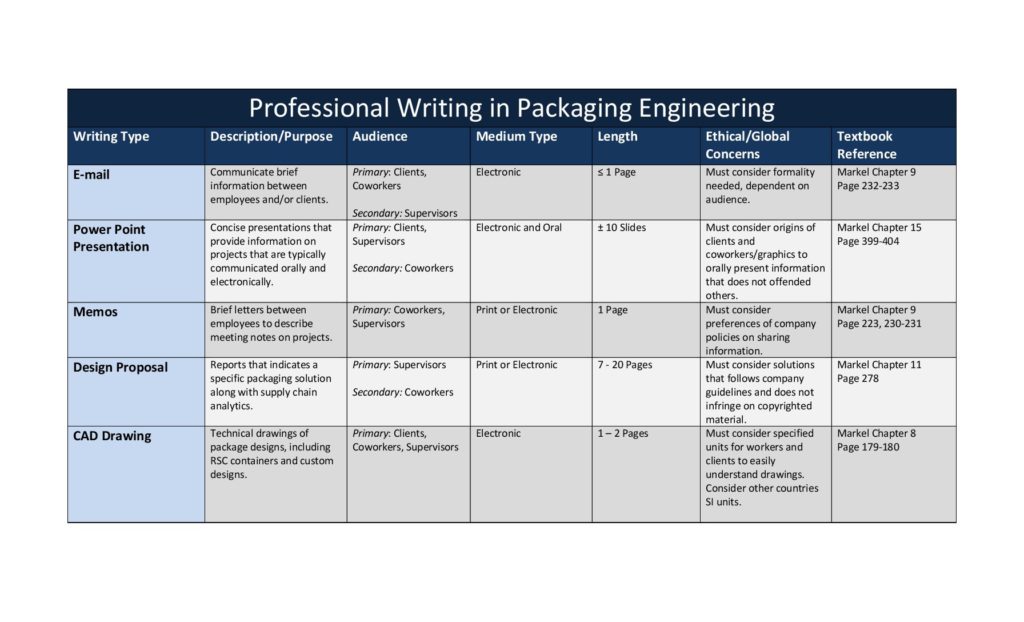 Professional Writing in Packaging Engineering
Writing Type
Description/Purpose
Audience
Medium Type
Length
Ethical/Global
Concerns
Textbook
Reference
E-mail
Communicate brief
information between
employees and/or clients.
Primary: Clients,
Coworkers
Secondary: Supervisors
Electronic
≤ 1 Page
Must consider formality
needed, dependent on
audience.
Markel Chapter 9
Page 232-233
Power Point
Presentation
Concise presentations that
provide information on
projects that are typically
communicated orally and
electronically.
Primary: Clients,
Supervisors
Secondary: Coworkers
Electronic and Oral
± 10 Slides
Must consider origins of
clients and
coworkers/graphics to
orally present information
that does not offended
others.
Markel Chapter 15
Page 399-404
Memos
Brief letters between
employees to describe
meeting notes on projects.
Primary: Coworkers,
Supervisors
Print or Electronic
1 Page
Must consider
preferences of company
policies on sharing
information.
Markel Chapter 9
Page 223, 230-231
Design Proposal
Reports that indicates a
specific packaging solution
along with supply chain
analytics.
Primary: Supervisors
Secondary: Coworkers
Print or Electronic
7 - 20 Pages
Must consider solutions
that follows company
guidelines and does not
infringe on copyrighted
material.
Markel Chapter 11
Page 278
CAD Drawing
Technical drawings of
package designs, including
RSC containers and custom
designs.
Primary: Clients,
Coworkers, Supervisors
Electronic
1 – 2 Pages
Must consider specified
units for workers and
clients to easily
understand drawings.
Consider other countries
SI units.
Markel Chapter 8
Page 179-180